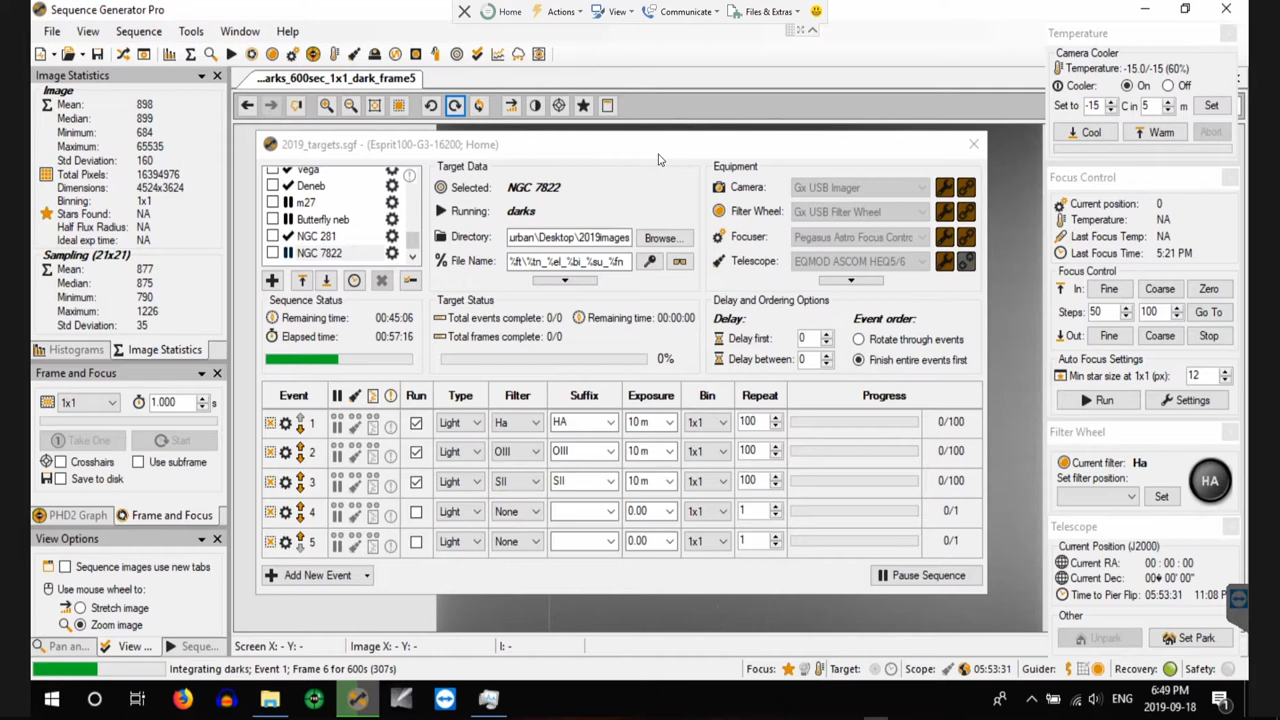 Sequence Generator Pro
Home
Actions
View
Communicate
Files & Extras
File View Sequence Tools Window Help
Image Statistics
Image
Mean: 898
Median: 899
Minimum: 684
Maximum: 65535
Std Deviation: 160
Total Pixels: 16394976
Dimensions: 4524x3624
Binning: 1x1
Stars Found: NA
Half Flux Radius: NA
Ideal exp time: NA
Sampling (21x21)
Mean: 877
Median: 875
Minimum: 790
Maximum: 1226
Std Deviation: 35
Histograms Image Statistics
Frame and Focus
1x1 1.000 s
Take One Start
Crosshairs Use subframe
Save to disk
PHD2 Graph Frame and Focus
View Options
Sequence images use new tabs
Use mouse wheel to
Stretch image
Zoom image
Pan an... View ... Seque...
...arks_600sec_1x1_dark_frame5
2019_targets.sgf - (Esprit100-G3-16200; Home)
Vega
Deneb
m27
Butterfly neb
NGC 281
NGC 7822
Target Data
Selected: NGC 7822
Running: darks
Directory: urban\Desktop\2019images Browse...
File Name: %ft\%tn_%el_%bi_%su_%fn
Equipment
Camera: Gx USB Imager
Filter Wheel: Gx USB Filter Wheel
Focuser: Pegasus Astro Focus Contrc
Telescope: EQMOD ASCOM HEQ5/6
Sequence Status
Remaining time: 00:45:06
Elapsed time: 00:57:16
Target Status
Total events complete: 0/0 Remaining time: 00:00:00
Total frames complete: 0/0
0%
Delay and Ordering Options
Delay: Event order:
Delay first: 0 Rotate through events
Delay between: 0 Finish entire events first
Event Run Type Filter Suffix Exposure Bin Repeat Progress
1 Light Ha HA 10 m 1x1 100 0/100
2 Light OIII OIII 10 m 1x1 100 0/100
3 Light SII SII 10 m 1x1 100 0/100
4 Light None 0.00 1x1 1 0/1
5 Light None 0.00 1x1 1 0/1
Add New Event Pause Sequence
Screen X: - Y: - Image X: - Y: - I: -
Temperature
Camera Cooler
Temperature: -15.0/-15 (60%)
Cooler: On Off
Set to -15 C in 5 m Set
Cool Warm Abort
Focus Control
Current position: 0
Temperature: NA
Last Focus Temp: NA
Last Focus Time: 5:21 PM
Focus Control
In: Fine Coarse Zero
Steps: 50 100 Go To
Out: Fine Coarse Stop
Auto Focus Settings
Min star size at 1x1 (px): 12
Run Settings
Filter Wheel
Current filter: Ha
Set filter position:
Set
HA
Telescope
Current Position (J2000)
Current RA: 00 : 00 : 00
Current Dec: 00� 00' 00"
Time to Pier Flip: 05:53:31 11:08 P
Other
Unpark Set Park
Integrating darks; Event 1; Frame 6 for 600s (307s)
Focus: Target: Scope: 05:53:31 Guider: Recovery: Safety:
ENG
6:49 PM
2019-09-18
1